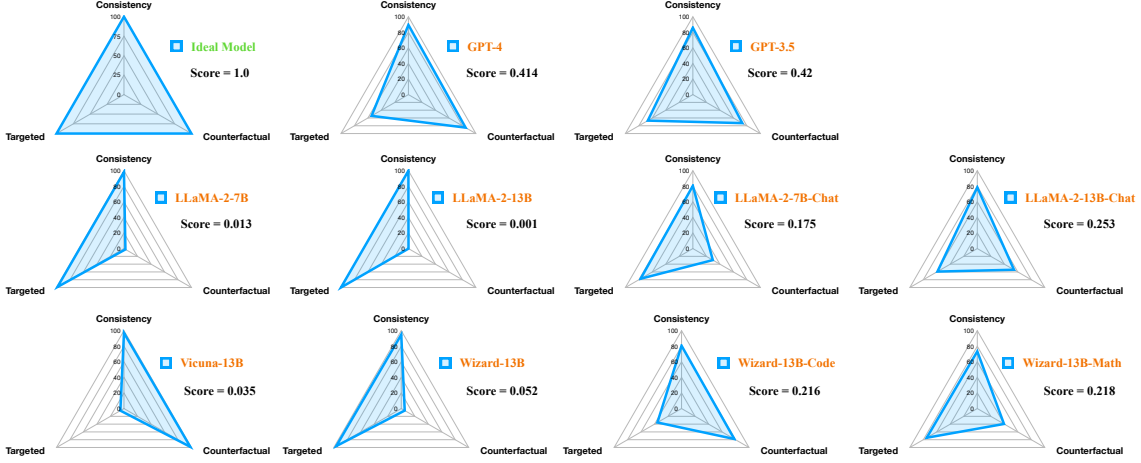 Consistency
100
75
50
25
0
Targeted
Counterfactual
Ideal Model
Score = 1.0
Consistency
100
80
60
40
20
0
Targeted
Counterfactual
GPT-4
Score = 0.414
Consistency
100
80
60
40
20
0
Targeted
Counterfactual
GPT-3.5
Score = 0.42
Consistency
100
80
60
40
20
0
Targeted
Counterfactual
LLaMA-2-7B
Score = 0.013
Consistency
100
80
60
40
20
0
Targeted
Counterfactual
LLaMA-2-13B
Score = 0.001
Consistency
100
80
60
40
20
0
Targeted
Counterfactual
LLaMA-2-7B-Chat
Score = 0.175
Consistency
100
80
60
40
20
0
Targeted
Counterfactual
LLaMA-2-13B-Chat
Score = 0.253
Consistency
100
80
60
40
20
0
Targeted
Counterfactual
Vicuna-13B
Score = 0.035
Consistency
100
80
60
40
20
0
Targeted
Counterfactual
Wizard-13B
Score = 0.052
Consistency
100
80
60
40
20
0
Targeted
Counterfactual
Wizard-13B-Code
Score = 0.216
Consistency
100
80
60
40
20
0
Targeted
Counterfactual
Wizard-13B-Math
Score = 0.218